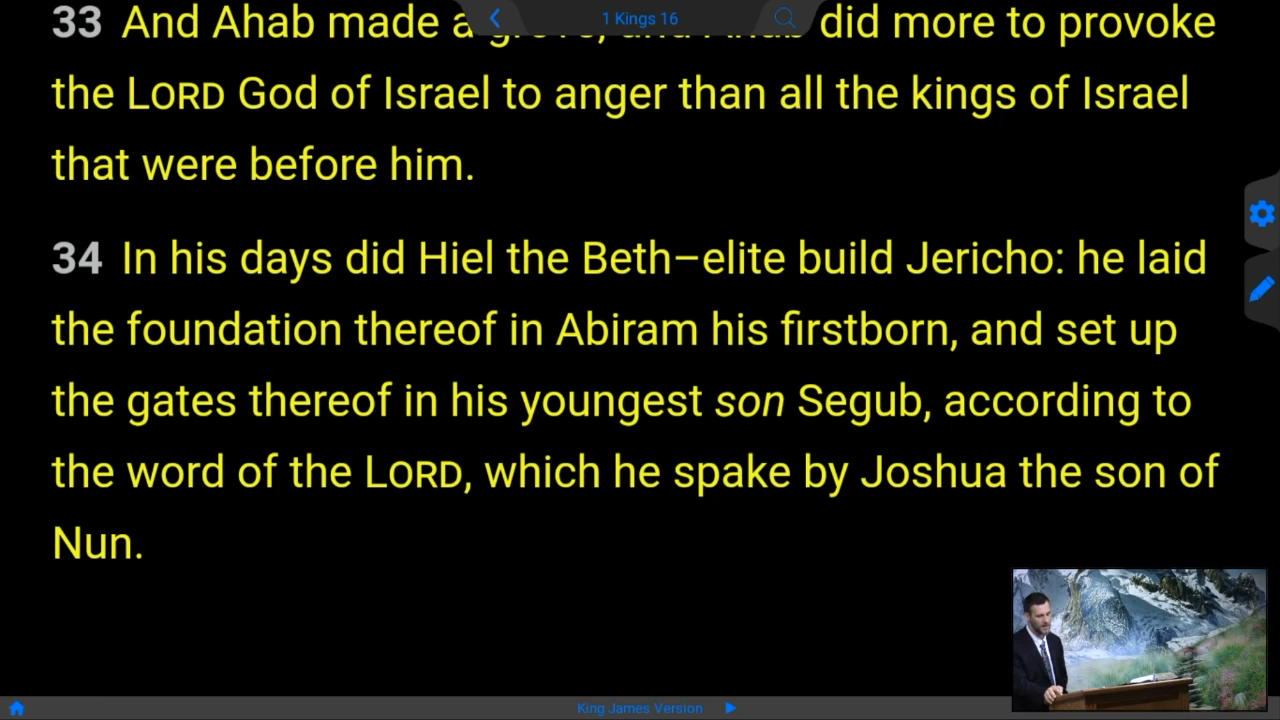 1 Kings 16
33 And Ahab made a grove, and Ahab did more to provoke
the LORD God of Israel to anger than all the kings of Israel
that were before him.
34 In his days did Hiel the Beth–elite build Jericho: he laid
the foundation thereof in Abiram his firstborn, and set up
the gates thereof in his youngest son Segub, according to
the word of the LORD, which he spake by Joshua the son of
Nun.
King James Version